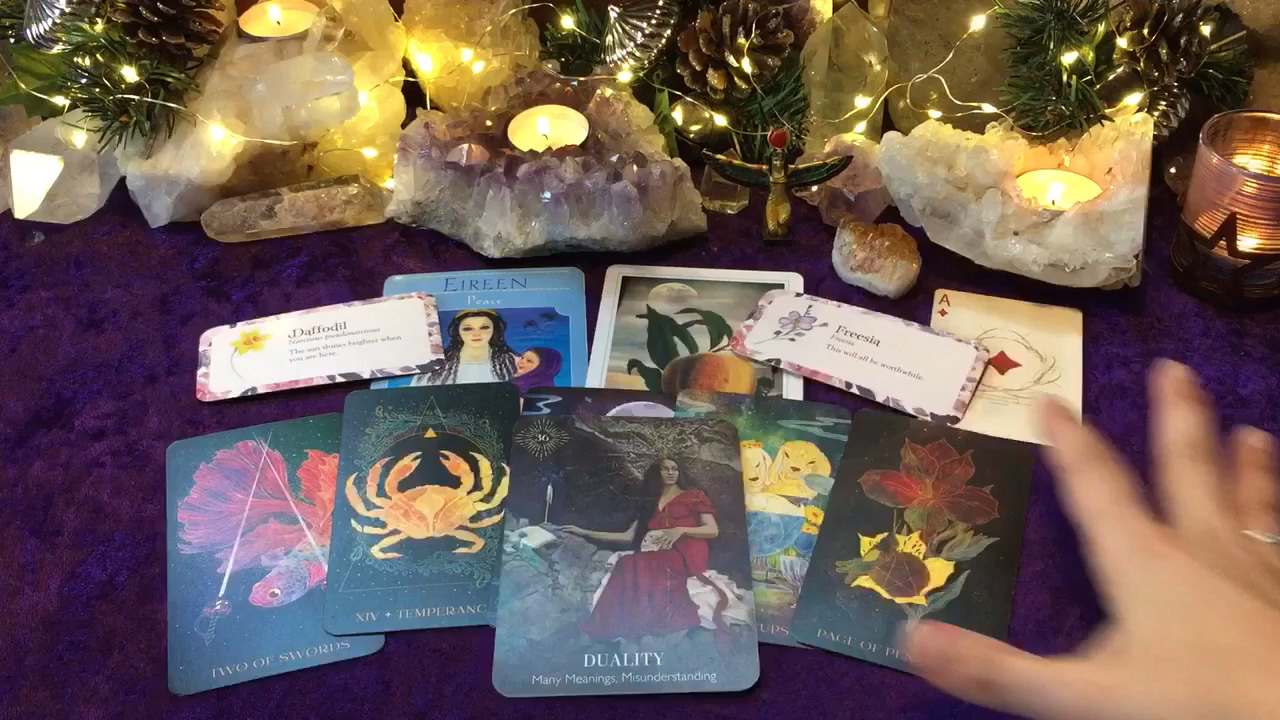 EIREEN
Peace
Daffodil
Narcissus pseudonarcissus
The sun shines brighter when
you are here.
Freesia
Freesia
This will all be worthwhile.
A
36
TWO OF SWORDS
XIV + TEMPERANC
DUALITY
Many Meanings, Misunderstanding
CUPS
PAGE OF PE